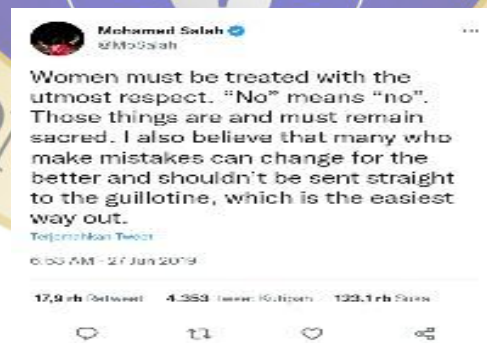 Mohamed Salah
@MoSalah
Women must be treated with the
utmost respect. “No” means “no”.
Those things are and must remain
sacred. I also believe that many who
make mistakes can change for the
better and shouldn't be sent straight
to the guillotine, which is the easiest
way out.
Terjemahkan Tweet
6:53 AM · 27 Jun 2019
17,9 rb Retweet 4.353 Tweet Kutipan 133.1 rb Suka